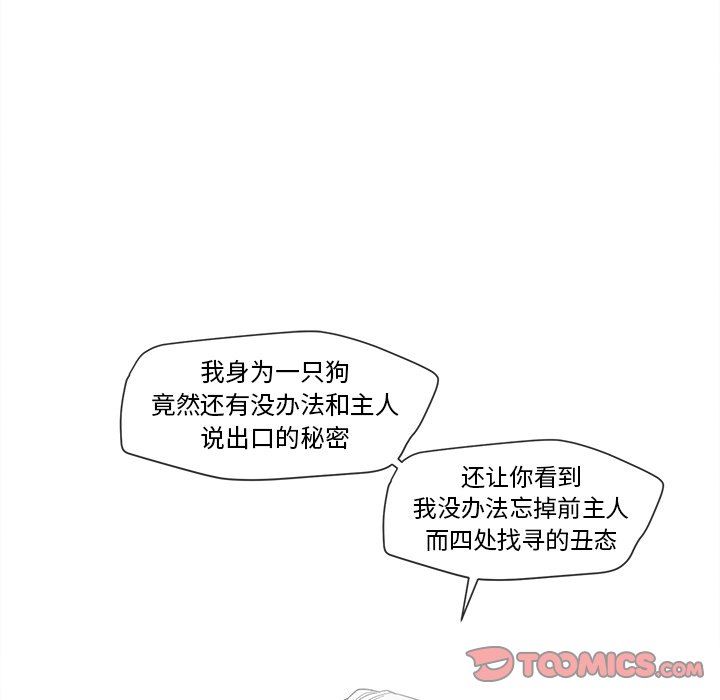 我身为一只狗
竟然还有没办法和主人
说出口的秘密
还让你看到
我没办法忘掉前主人
而四处找寻的丑态
TOOMICS.COM